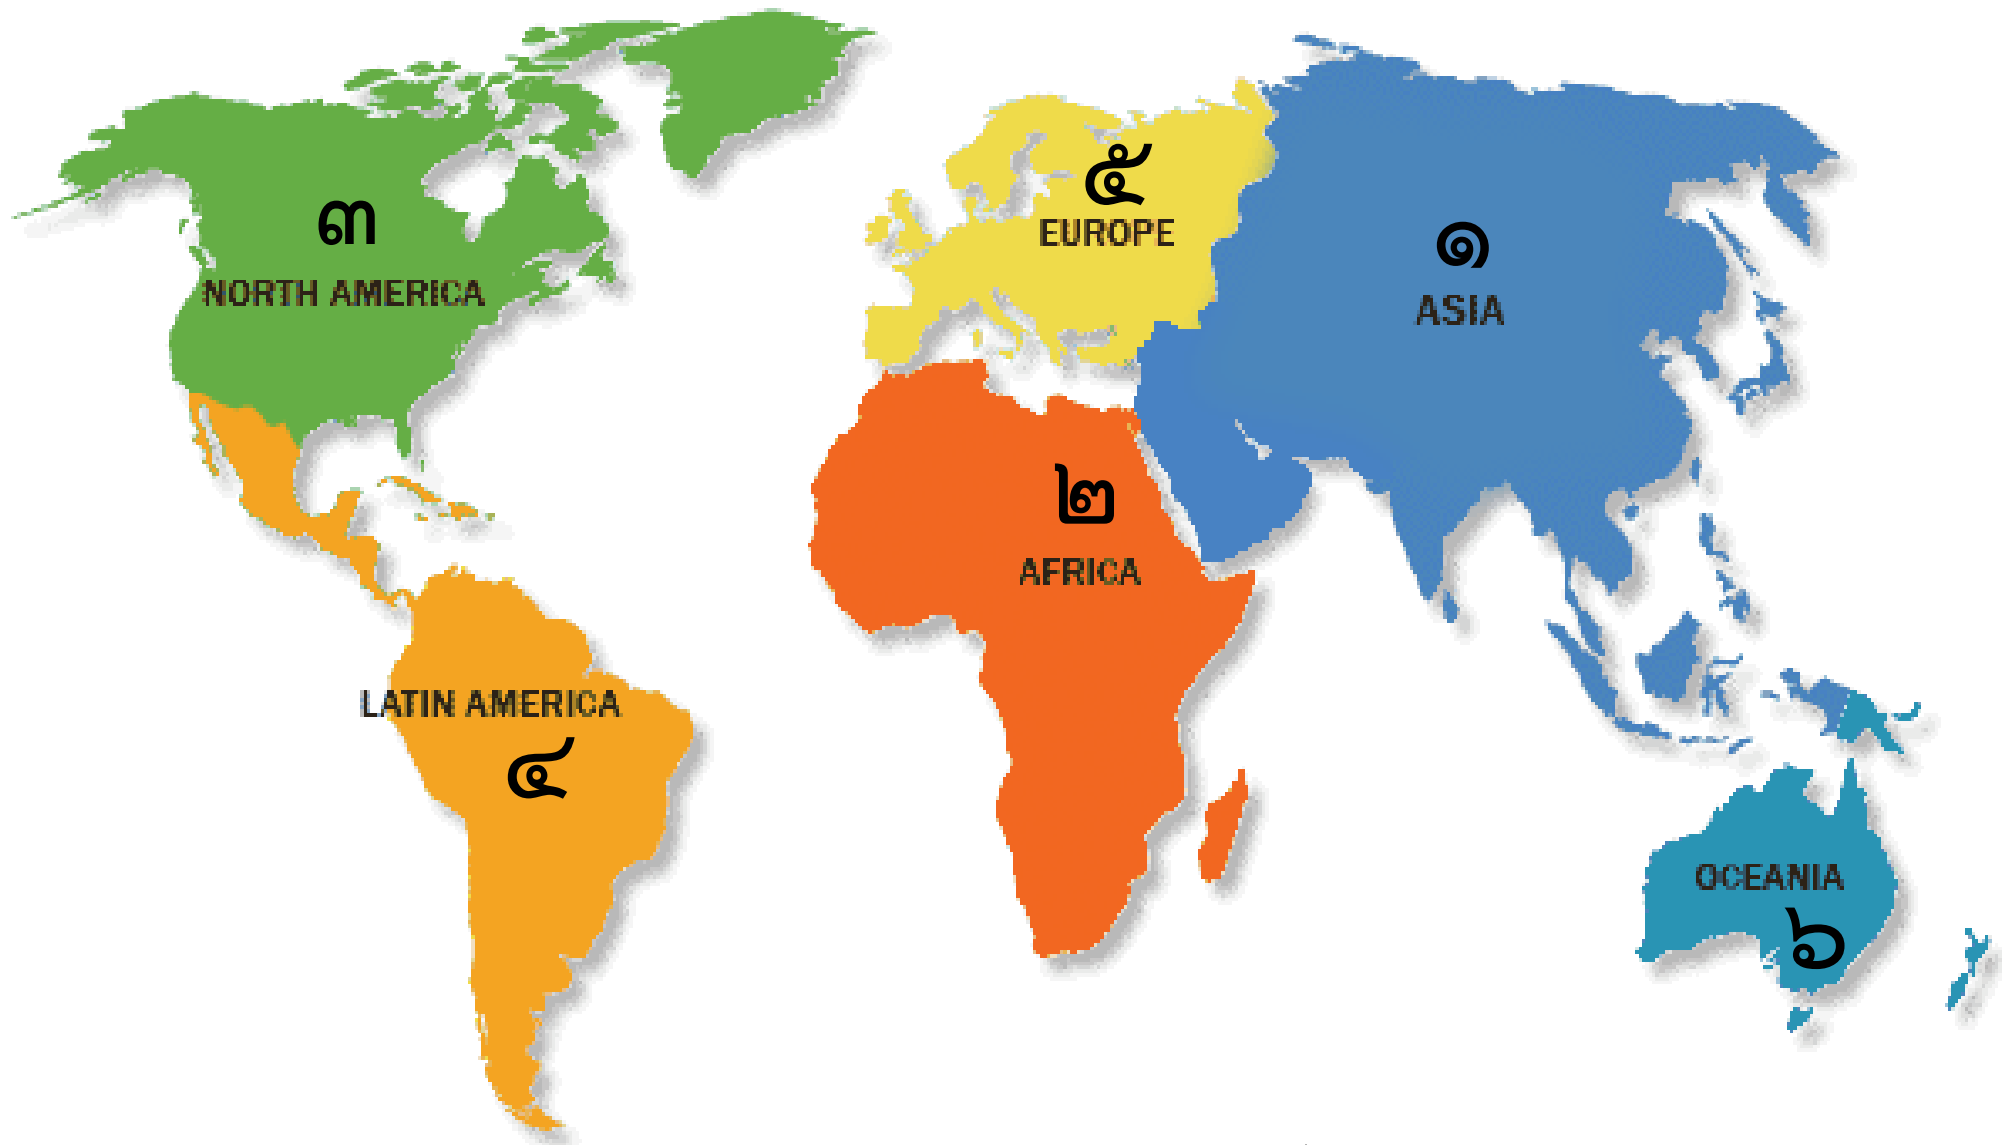 ๓
NORTH AMERICA
๕
EUROPE
๑
ASIA
๒
AFRICA
LATIN AMERICA
๔
OCEANIA
๖